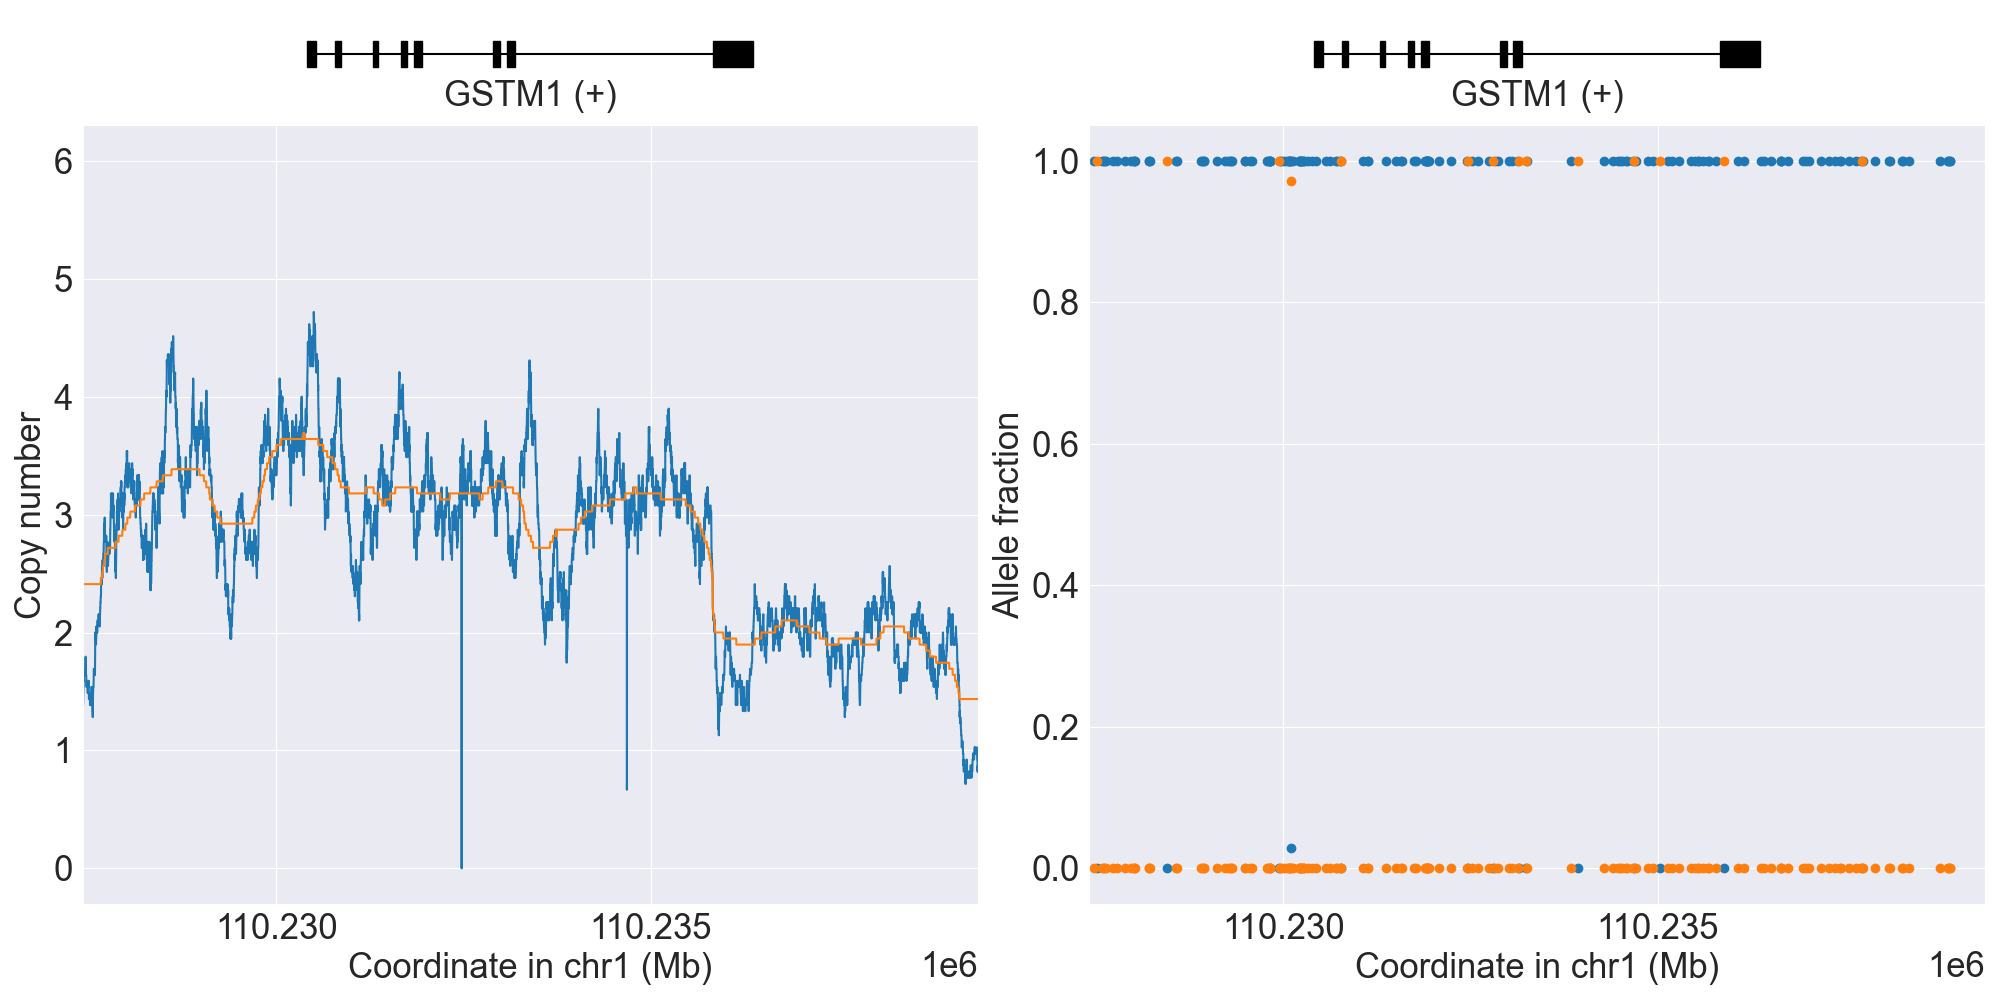 GSTM1 (+)
6
5
4
3
2
1
0
Copy number
110.230
110.235
Coordinate in chr1 (Mb)
1e6
GSTM1 (+)
1.0
0.8
0.6
0.4
0.2
0.0
Allele fraction
110.230
110.235
Coordinate in chr1 (Mb)
1e6